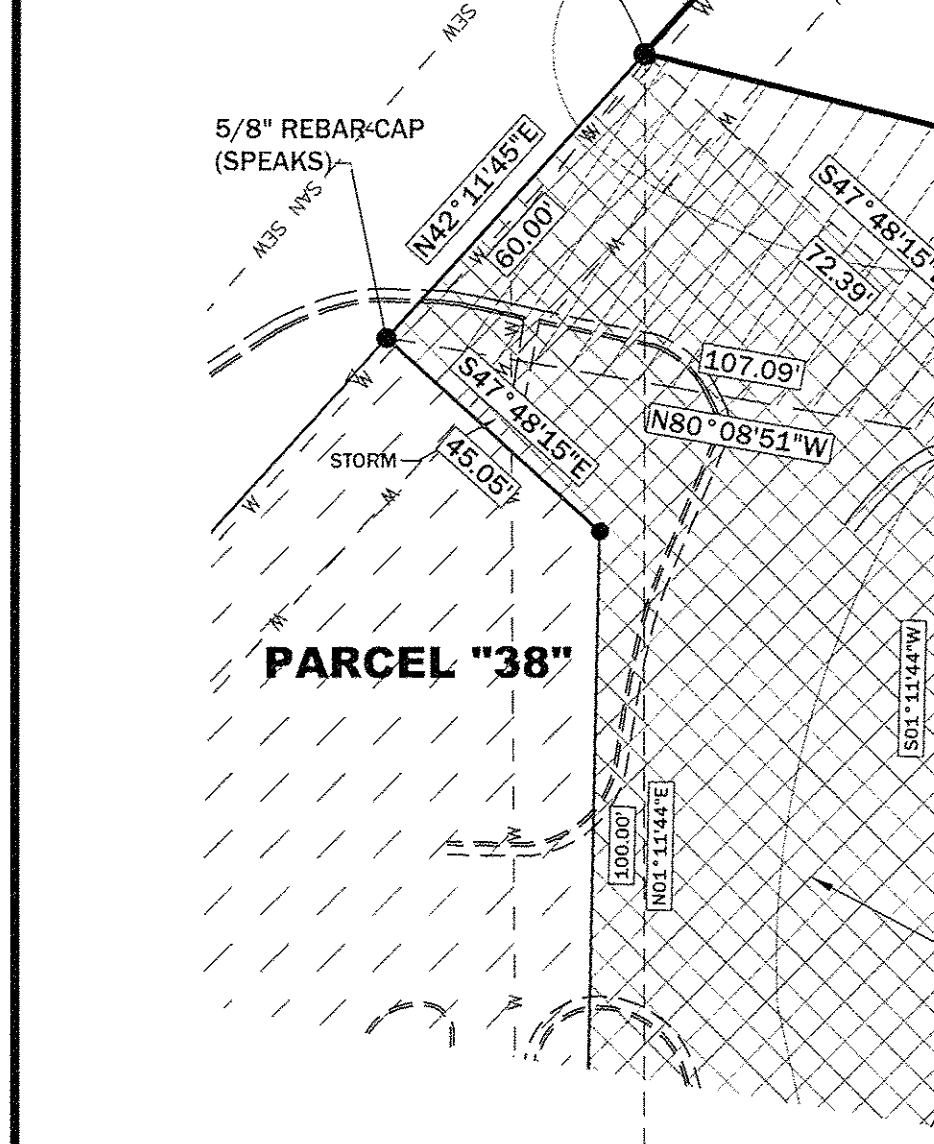 SEW
W
5/8" REBAR CAP
(SPEAKS)
N42°11'45"E
W
W
60.00'
W
W
SAN SEW
S47°48'15"
72.39'
W
107.09'
N80°08'51"W
W
S47°48'15"E
45.05'
STORM
W
W
W
PARCEL "38"
S01°11'44"W
100.00'
N01°11'44"E
W
W